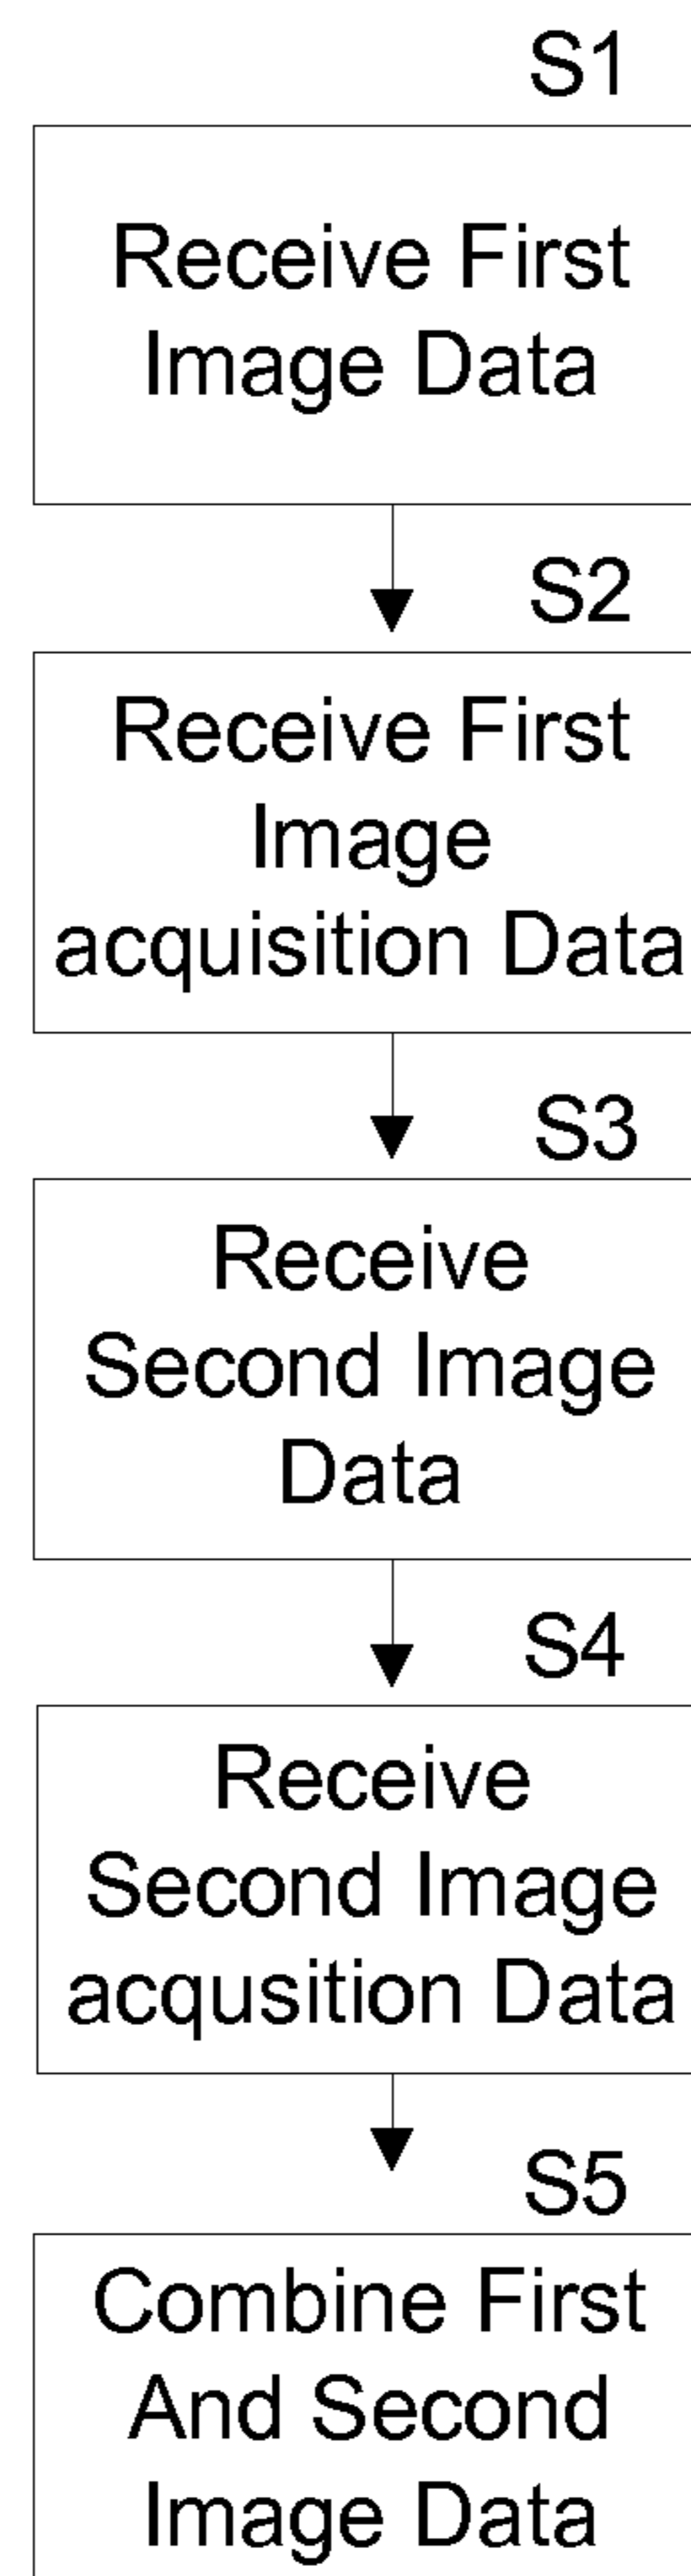 S1
Receive First
Image Data
S2
Receive First
Image
acquisition Data
S3
Receive
Second Image
Data
S4
Receive
Second Image
acqusition Data
S5
Combine First
And Second
Image Data